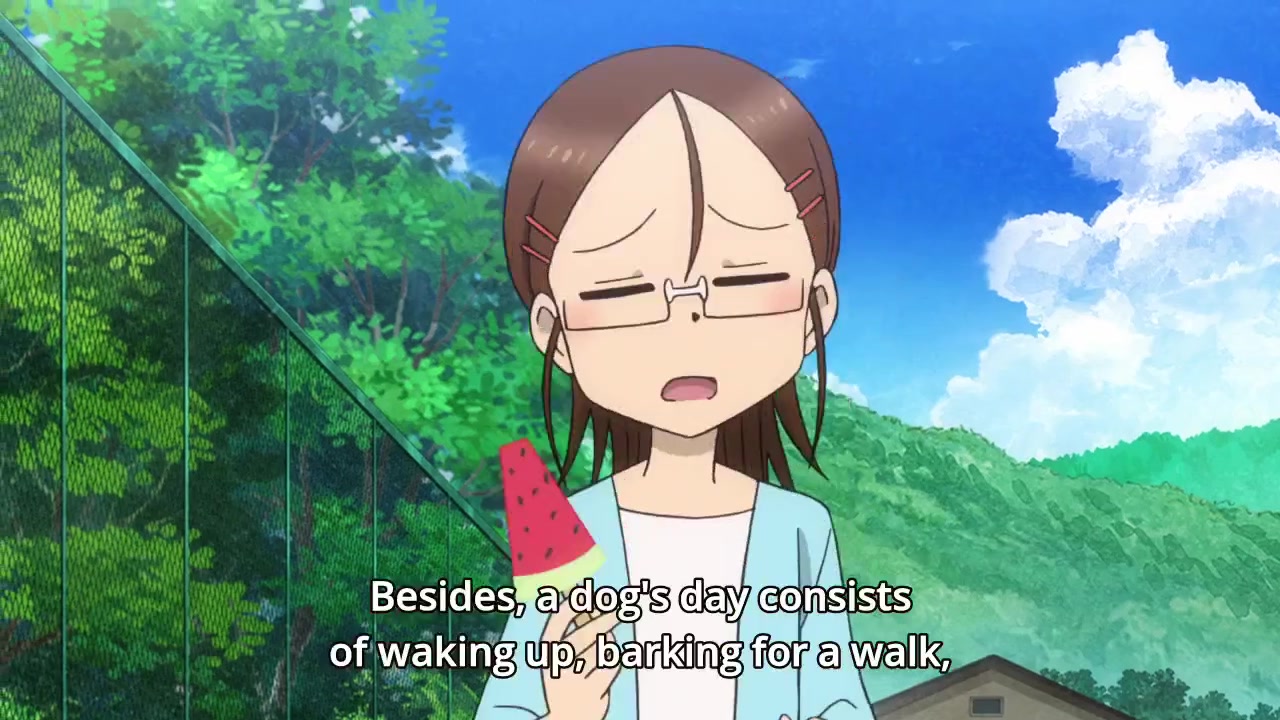 Besides, a dog's day consists
of waking up, barking for a walk,